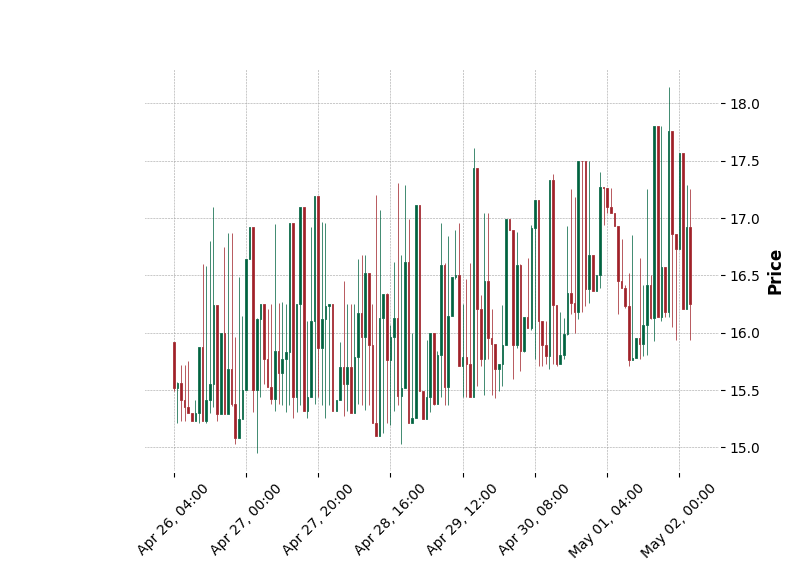 18.0
17.5
17.0
16.5
16.0
15.5
15.0
Price
Apr 26, 04:00
Apr 27, 00:00
Apr 27, 20:00
Apr 28, 16:00
Apr 29, 12:00
Apr 30, 08:00
May 01, 04:00
May 02, 00:00